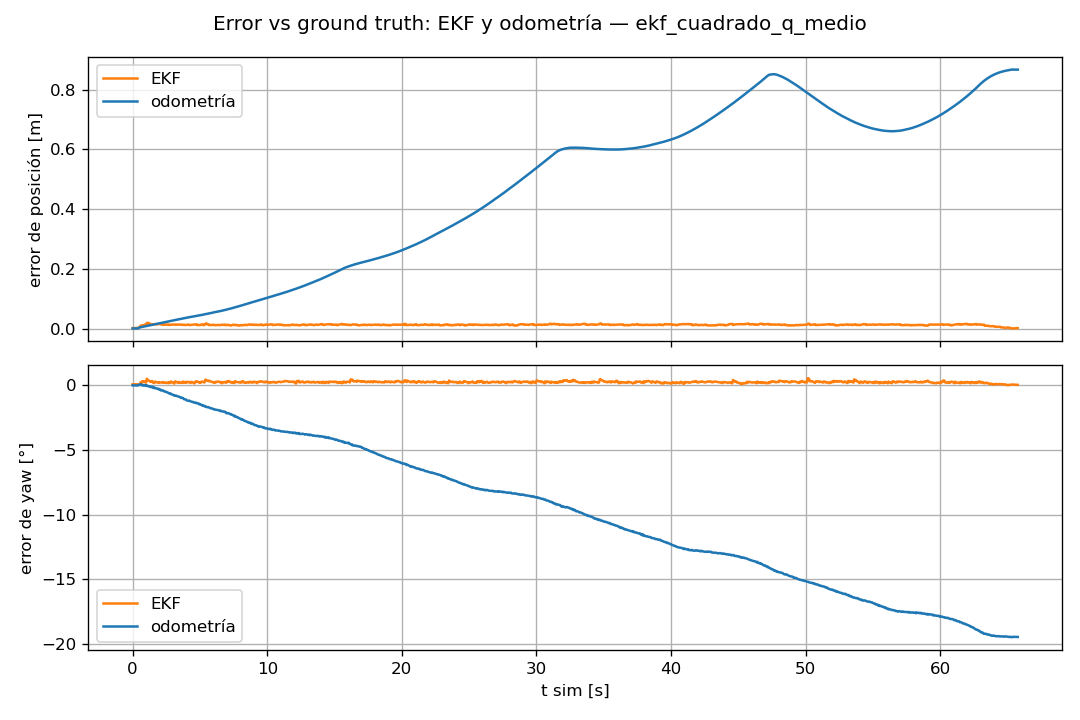 Error vs ground truth: EKF y odometría — ekf_cuadrado_q_medio
EKF
odometría
error de posición [m]
0.8
0.6
0.4
0.2
0.0
EKF
odometría
error de yaw [°]
0
−5
−10
−15
−20
0 10 20 30 40 50 60
t sim [s]